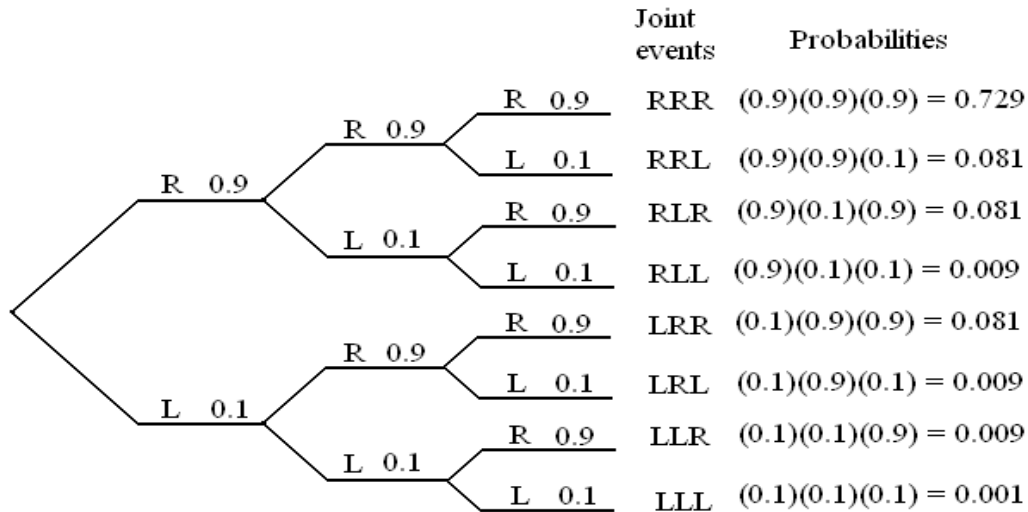 Joint
events Probabilities
R 0.9 RRR (0.9)(0.9)(0.9) = 0.729
R 0.9
L 0.1 RRL (0.9)(0.9)(0.1) = 0.081
R 0.9
R 0.9 RLR (0.9)(0.1)(0.9) = 0.081
L 0.1
L 0.1 RLL (0.9)(0.1)(0.1) = 0.009
R 0.9 LRR (0.1)(0.9)(0.9) = 0.081
R 0.9
L 0.1 LRL (0.1)(0.9)(0.1) = 0.009
L 0.1
R 0.9 LLR (0.1)(0.1)(0.9) = 0.009
L 0.1
L 0.1 LLL (0.1)(0.1)(0.1) = 0.001